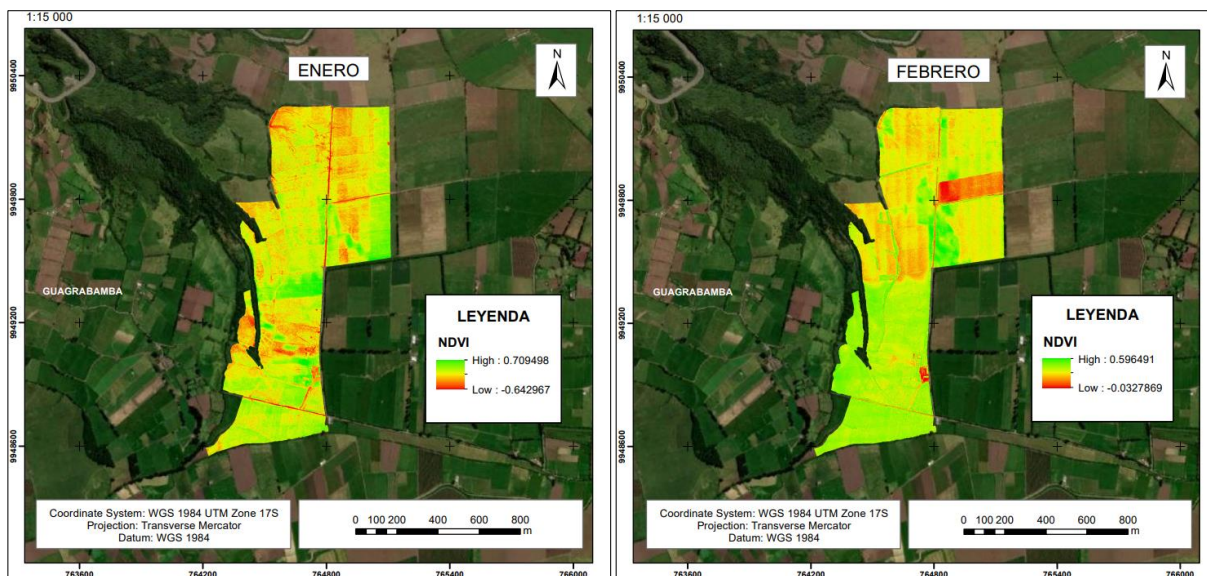 1:15 000
ENERO
N
9950400
9949800
9949200
9948600
GUAGRABAMBA
LEYENDA
NDVI
High : 0.709498
Low : -0.642967
Coordinate System: WGS 1984 UTM Zone 17S
Projection: Transverse Mercator
Datum: WGS 1984
0 100 200 400 600 800
m
763600 764200 764800 765400 766000
1:15 000
FEBRERO
N
9950400
9949800
9949200
9948600
GUAGRABAMBA
LEYENDA
NDVI
High : 0.596491
Low : -0.0327869
Coordinate System: WGS 1984 UTM Zone 17S
Projection: Transverse Mercator
Datum: WGS 1984
0 100 200 400 600 800
m
763600 764200 764800 765400 766000